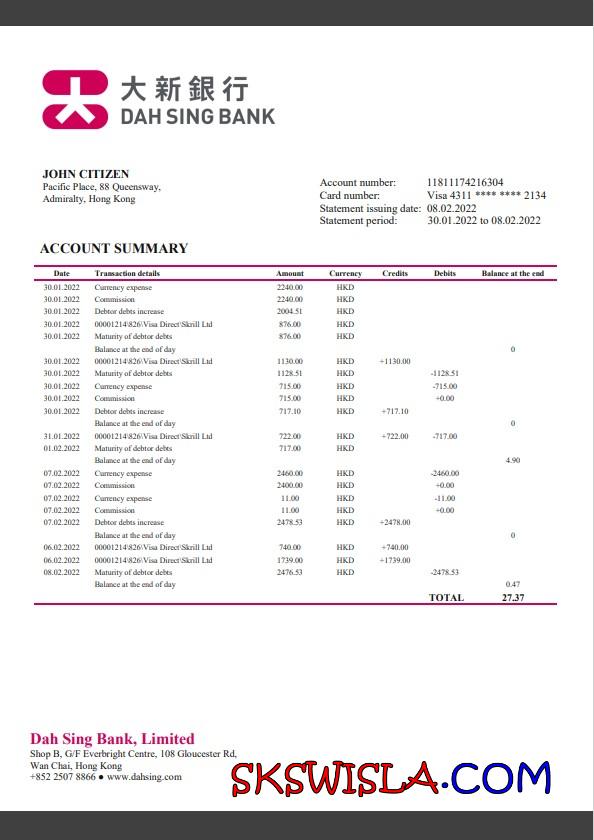 大新銀行
DAH SING BANK
JOHN CITIZEN
Pacific Place, 88 Queensway,
Admiralty, Hong Kong
Account number: 11811174216304
Card number: Visa 4311 **** **** 2134
Statement issuing date: 08.02.2022
Statement period: 30.01.2022 to 08.02.2022
ACCOUNT SUMMARY
Date Transaction details Amount Currency Credits Debits Balance at the end
30.01.2022 Currency expense 2240.00 HKD
30.01.2022 Commission 2240.00 HKD
30.01.2022 Debtor debts increase 2004.51 HKD
30.01.2022 00001214\826\Visa Direct\Skrill Ltd 876.00 HKD
30.01.2022 Maturity of debtor debts 876.00 HKD
Balance at the end of day 0
30.01.2022 00001214\826\Visa Direct\Skrill Ltd 1130.00 HKD +1130.00
30.01.2022 Maturity of debtor debts 1128.51 HKD -1128.51
30.01.2022 Currency expense 715.00 HKD -715.00
30.01.2022 Commission 715.00 HKD +0.00
30.01.2022 Debtor debts increase 717.10 HKD +717.10
Balance at the end of day 0
31.01.2022 00001214\826\Visa Direct\Skrill Ltd 722.00 HKD +722.00 -717.00
01.02.2022 Maturity of debtor debts 717.00 HKD
Balance at the end of day 4.90
07.02.2022 Currency expense 2460.00 HKD -2460.00
07.02.2022 Commission 2400.00 HKD +0.00
07.02.2022 Currency expense 11.00 HKD -11.00
07.02.2022 Commission 11.00 HKD +0.00
07.02.2022 Debtor debts increase 2478.53 HKD +2478.00
Balance at the end of day 0
06.02.2022 00001214\826\Visa Direct\Skrill Ltd 740.00 HKD +740.00
06.02.2022 00001214\826\Visa Direct\Skrill Ltd 1739.00 HKD +1739.00
08.02.2022 Maturity of debtor debts 2476.53 HKD -2478.53
Balance at the end of day 0.47
TOTAL 27.37
Dah Sing Bank, Limited
Shop B, G/F Everbright Centre, 108 Gloucester Rd,
Wan Chai, Hong Kong
+852 2507 8866 ● www.dahsing.com
SKSWISLA.COM